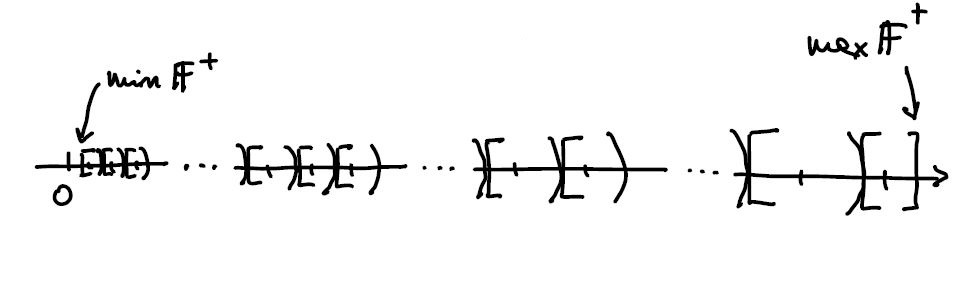 max 𝔽⁺
min 𝔽⁺
[)[)[) ··· )[)[)[) ··· )[)[) ··· )[)[]
0